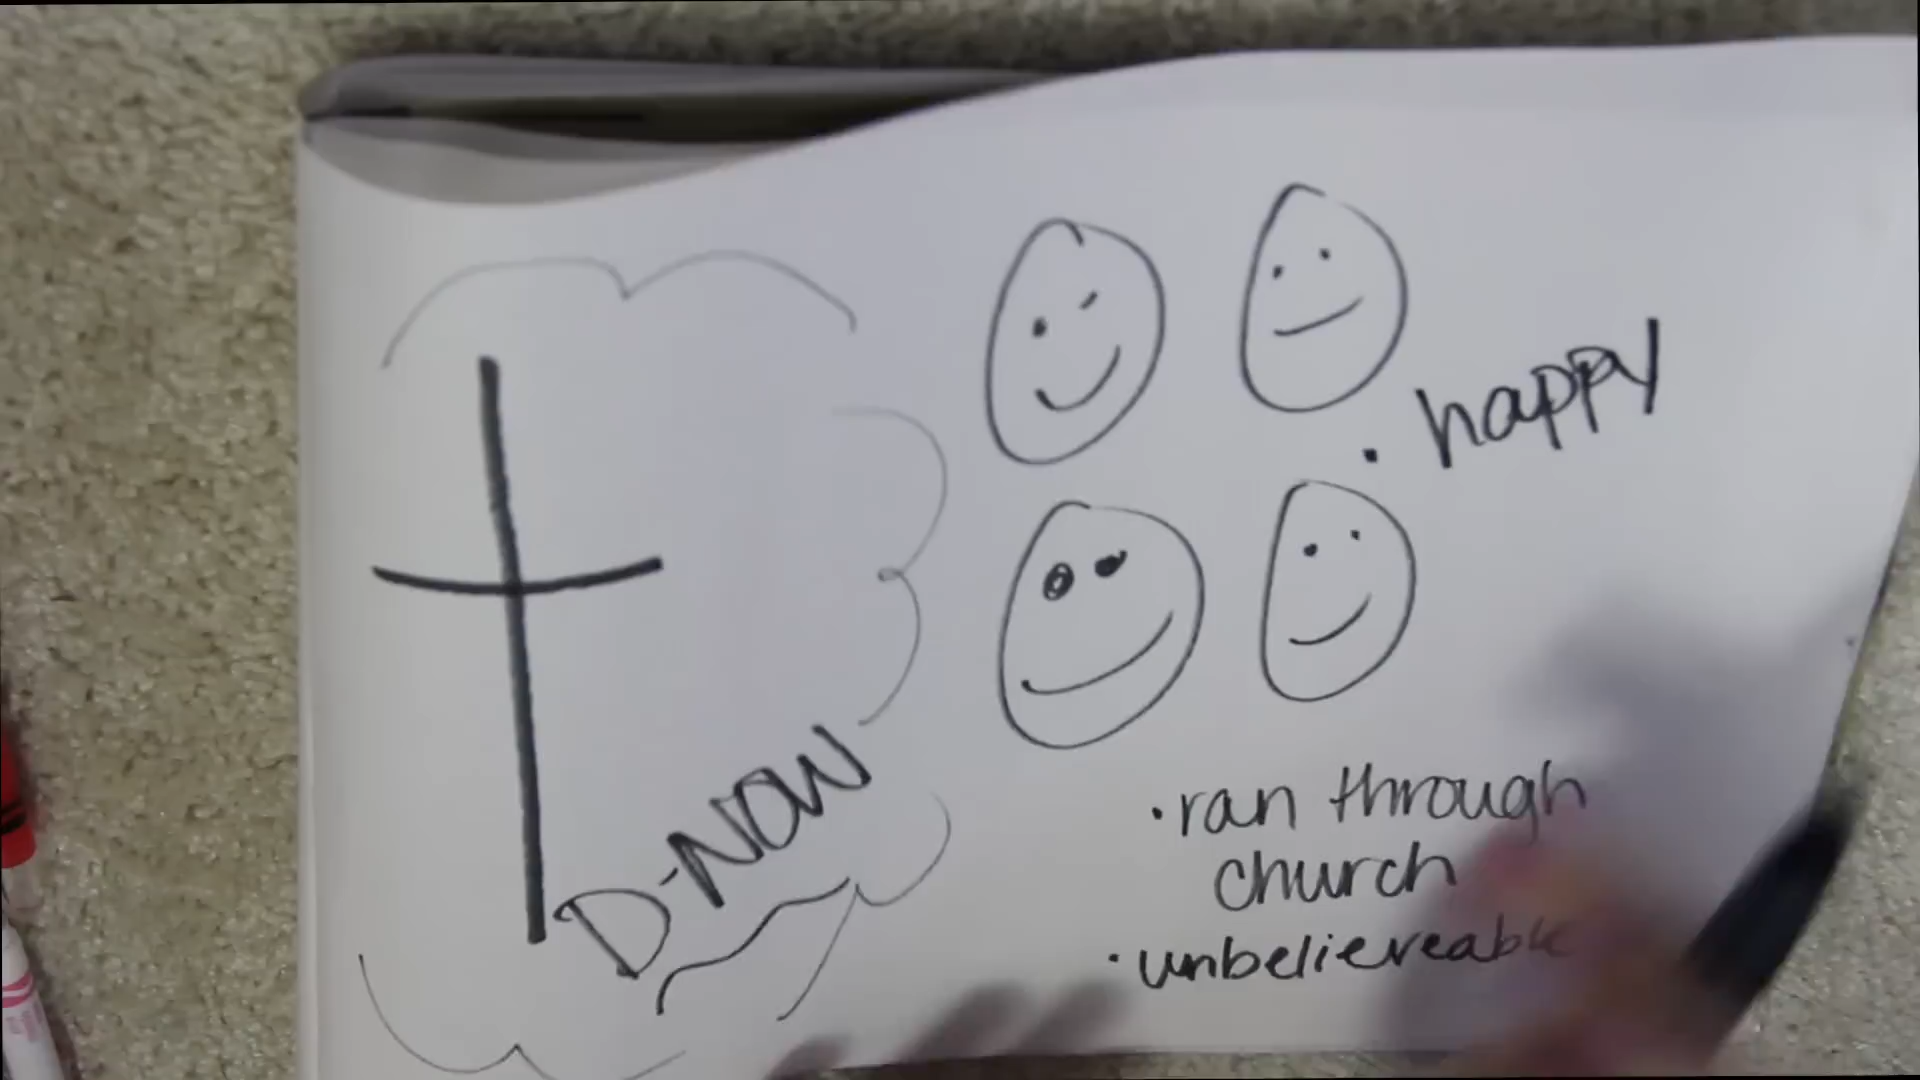 • happy
D-NOW
• ran through
church
• unbelieveable